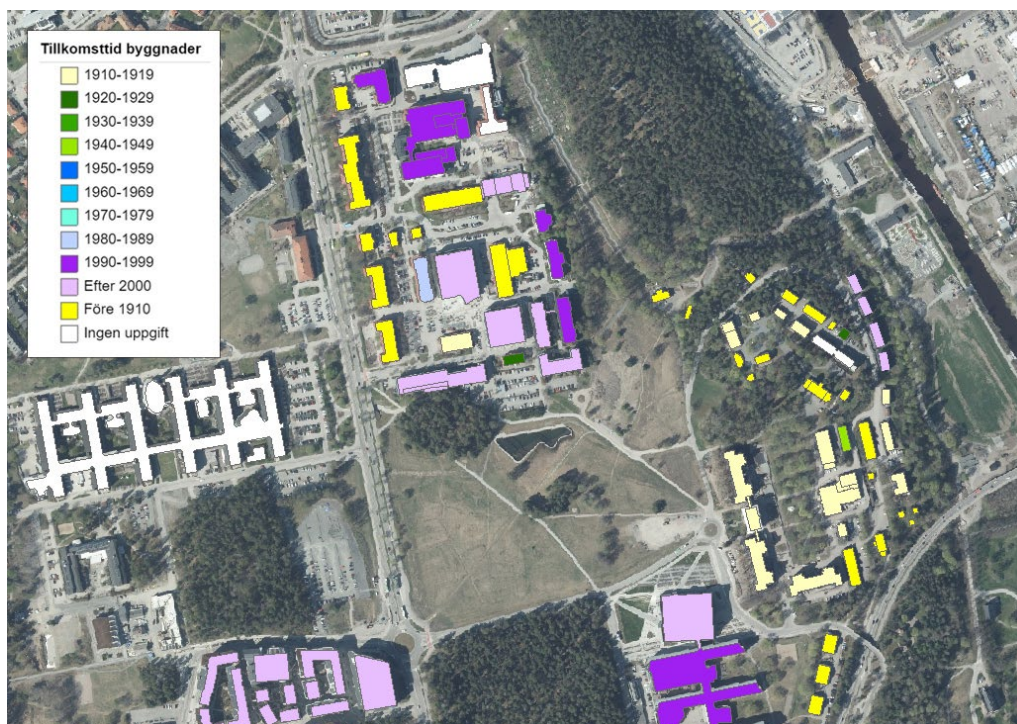 Tillkomsttid byggnader
1910-1919
1920-1929
1930-1939
1940-1949
1950-1959
1960-1969
1970-1979
1980-1989
1990-1999
Efter 2000
Före 1910
Ingen uppgift